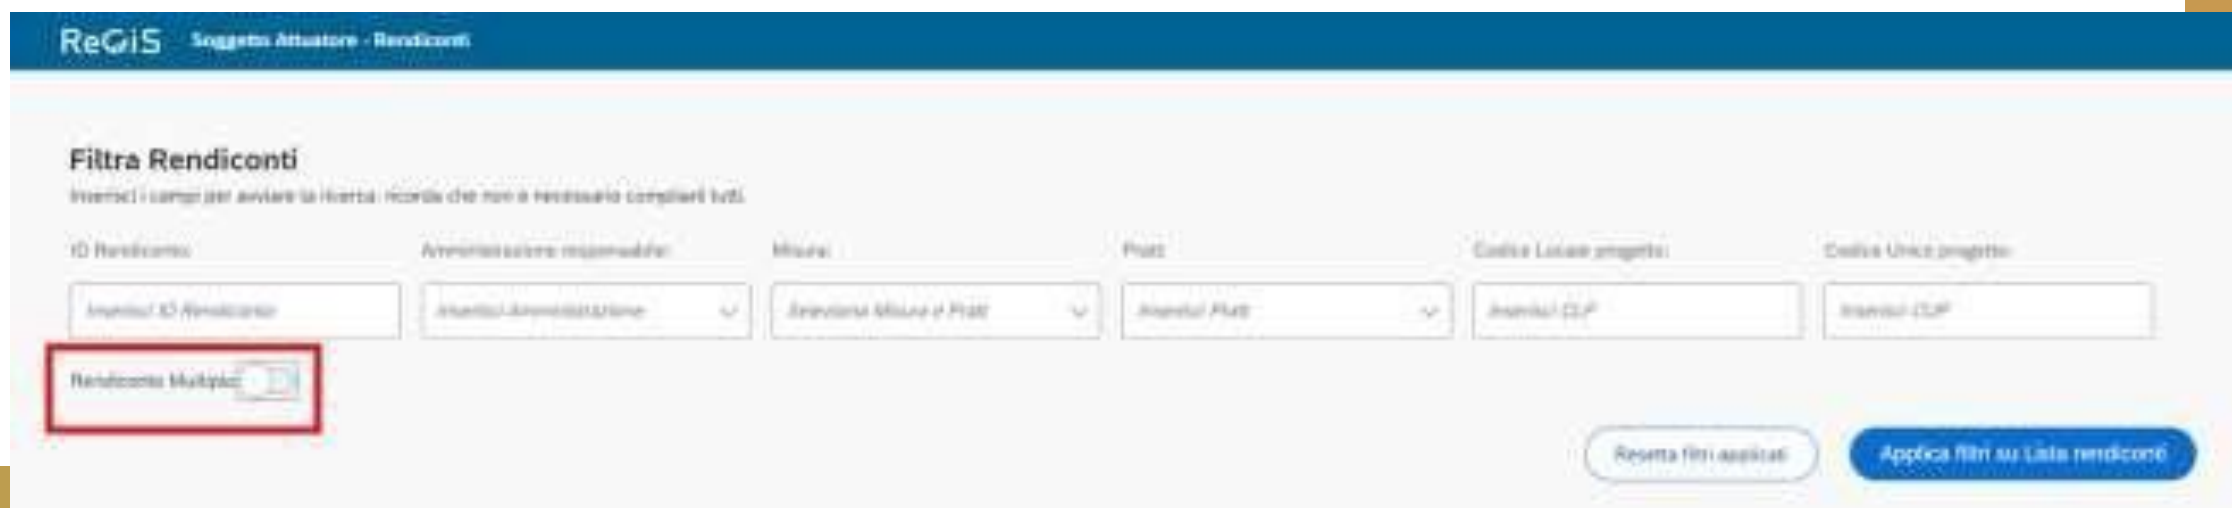 ReGiS Soggetto Attuatore - Rendiconti
Filtra Rendiconti
Inserisci i campi per avviare la ricerca: ricorda che non è necessario compilarli tutti.
ID Rendiconto: Amministrazione responsabile: Misura: Pratt: Codice Locale progetto: Codice Unico progetto:
Inserisci ID Rendiconto Inserisci Amministrazione Seleziona Misura e Pratt Inserisci Pratt Inserisci CLP Inserisci CUP
Rendiconto Multiplo
Resetta filtri applicati Applica filtri su Lista rendiconti